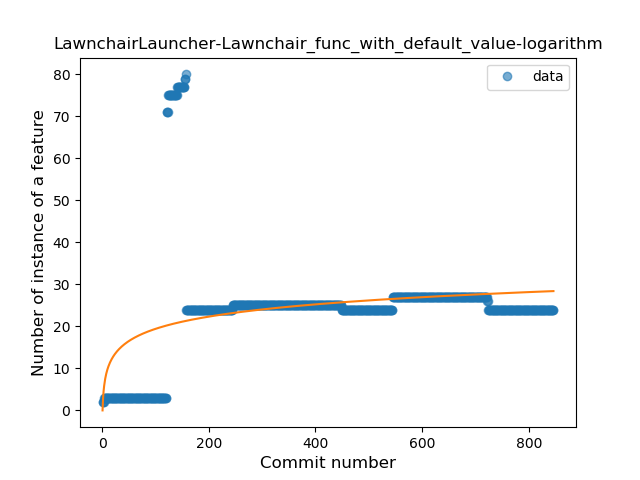 LawnchairLauncher-Lawnchair_func_with_default_value-logarithm
data
Number of instance of a feature
80
70
60
50
40
30
20
10
0
0 200 400 600 800
Commit number